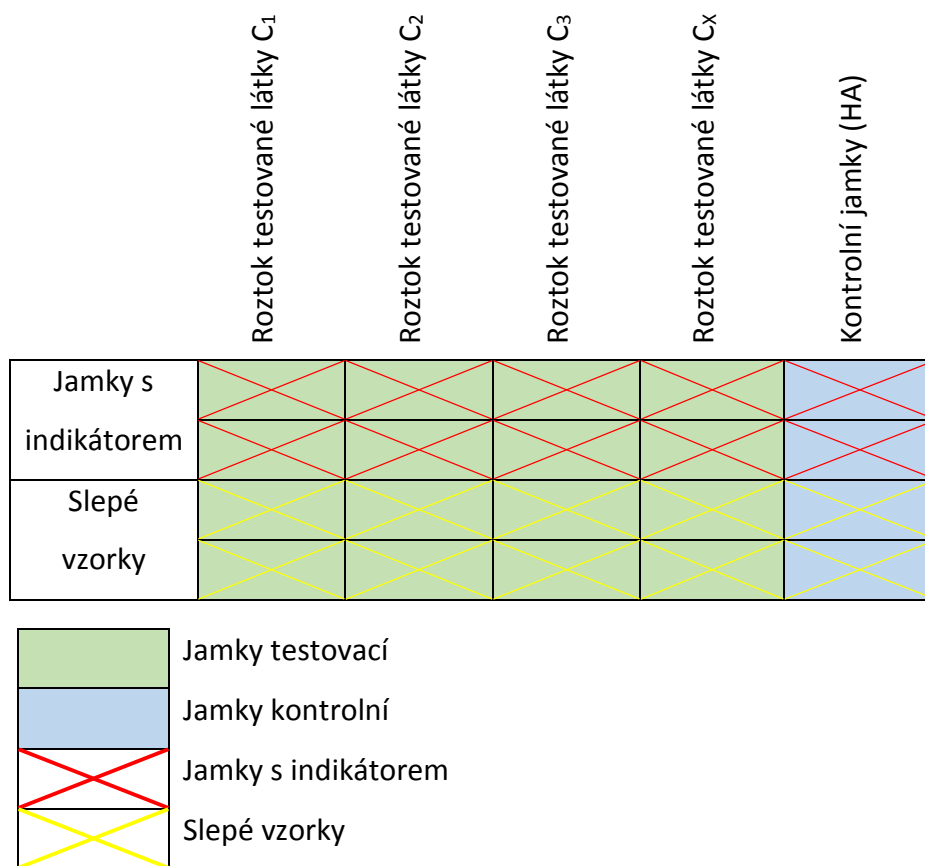 Roztok testované látky C₁
Roztok testované látky C₂
Roztok testované látky C₃
Roztok testované látky Cₓ
Kontrolní jamky (HA)
Jamky s
indikátorem
Slepé
vzorky
Jamky testovací
Jamky kontrolní
Jamky s indikátorem
Slepé vzorky